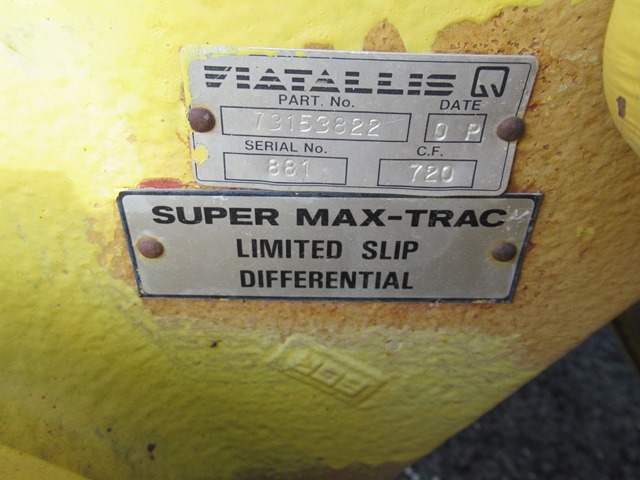 FIATALLIS
PART. No. DATE
73153822 0 P
SERIAL No. C.F.
881 720
SUPER MAX-TRAC
LIMITED SLIP
DIFFERENTIAL